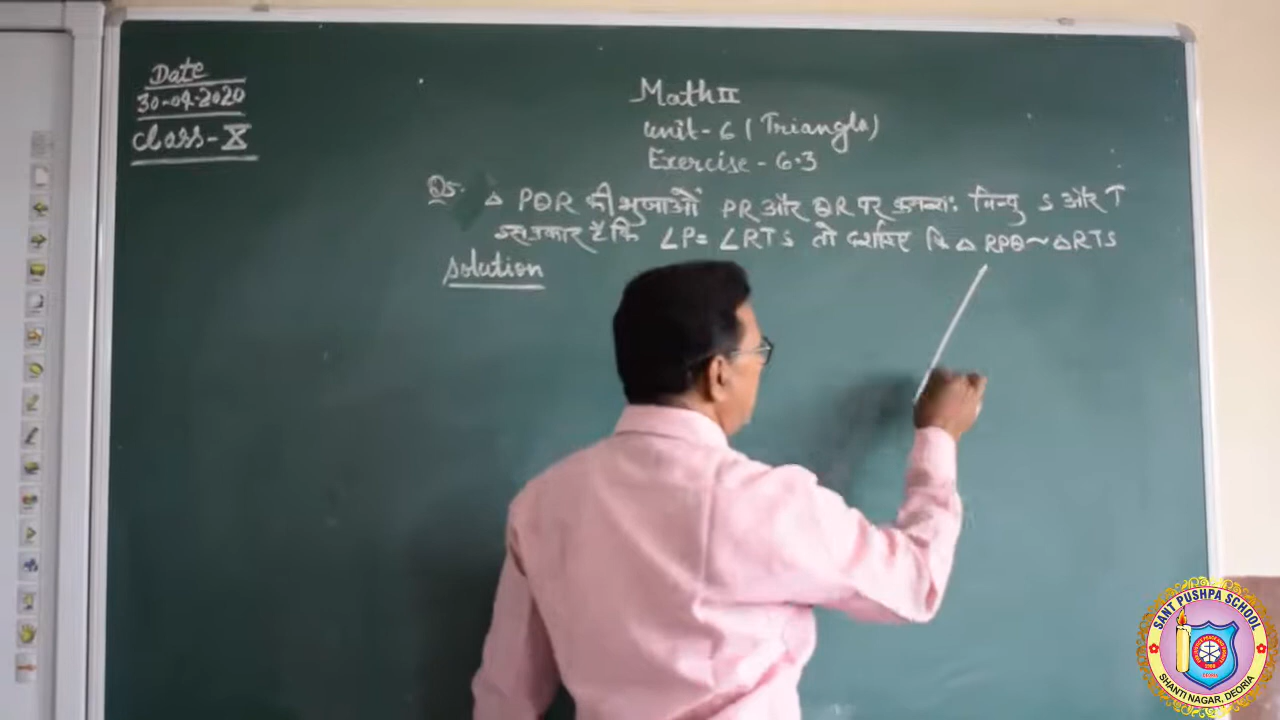 Date
30-04-2020
Class-X
Math II
Unit-6 (Triangle)
Exercise-6.3
Q5. △ PQR की भुजाओं PR और QR पर क्रमशः बिन्दु S और T
इस प्रकार हैं कि ∠P= ∠RTS तो दर्शाइए कि △ RPQ ~ △RTS
Solution
SANT PUSHPA SCHOOL
SHANTI NAGAR, DEORIA